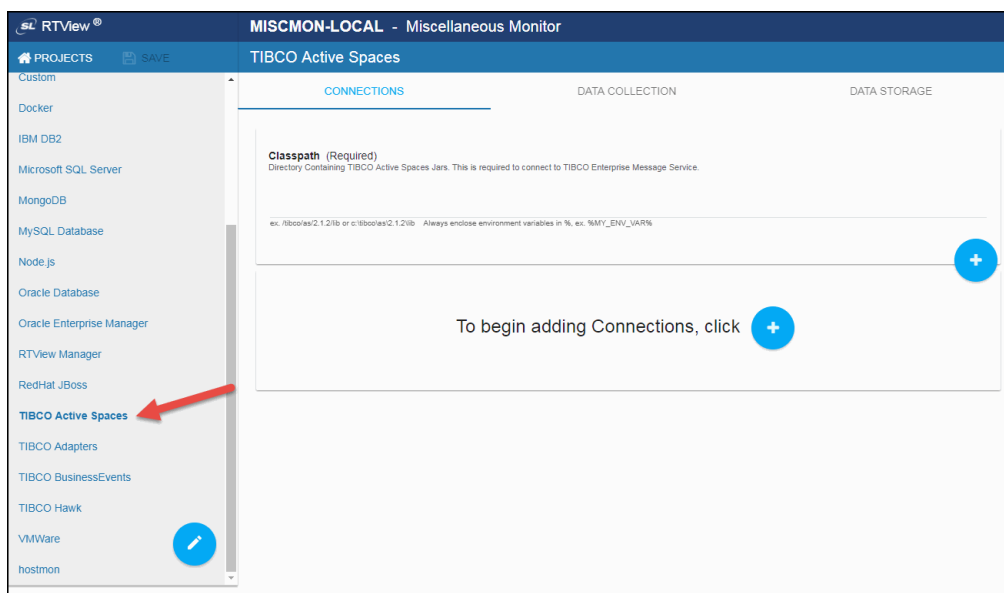 SL RTView ®
MISCMON-LOCAL - Miscellaneous Monitor
PROJECTS
SAVE
TIBCO Active Spaces
Custom
Docker
IBM DB2
Microsoft SQL Server
MongoDB
MySQL Database
Node.js
Oracle Database
Oracle Enterprise Manager
RTView Manager
RedHat JBoss
TIBCO Active Spaces
TIBCO Adapters
TIBCO BusinessEvents
TIBCO Hawk
VMWare
hostmon
CONNECTIONS
DATA COLLECTION
DATA STORAGE
Classpath (Required)
Directory Containing TIBCO Active Spaces Jars. This is required to connect to TIBCO Enterprise Message Service.
ex. /tibco/as/2.1.2/lib or c:\tibco\as\2.1.2\lib Always enclose environment variables in %, ex. %MY_ENV_VAR%
To begin adding Connections, click